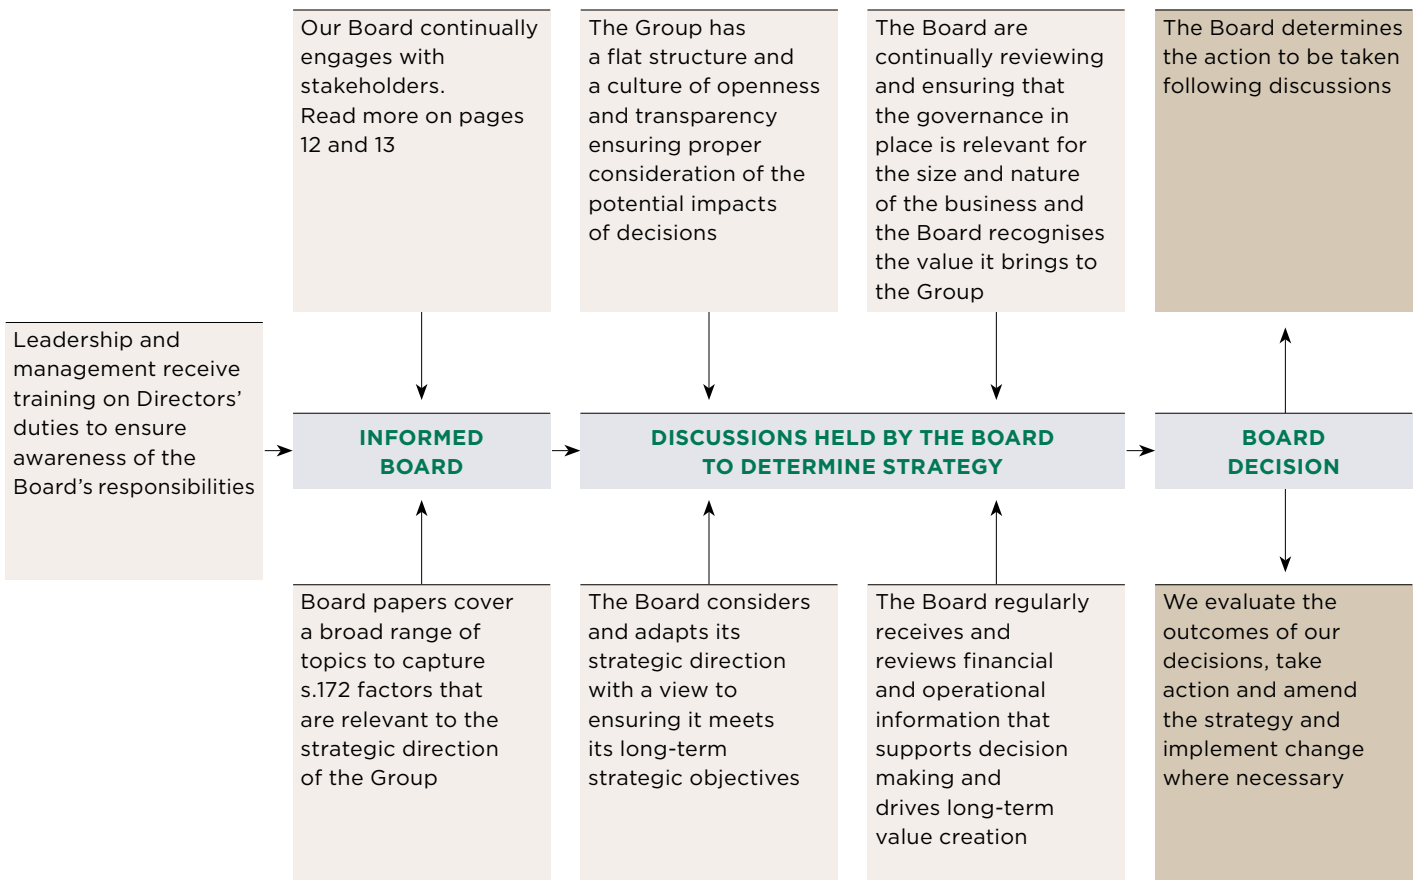 Our Board continually
engages with
stakeholders.
Read more on pages
12 and 13
The Group has
a flat structure and
a culture of openness
and transparency
ensuring proper
consideration of the
potential impacts
of decisions
The Board are
continually reviewing
and ensuring that
the governance in
place is relevant for
the size and nature
of the business and
the Board recognises
the value it brings to
the Group
The Board determines
the action to be taken
following discussions
Leadership and
management receive
training on Directors’
duties to ensure
awareness of the
Board’s responsibilities
INFORMED
BOARD
DISCUSSIONS HELD BY THE BOARD
TO DETERMINE STRATEGY
BOARD
DECISION
Board papers cover
a broad range of
topics to capture
s.172 factors that
are relevant to the
strategic direction
of the Group
The Board considers
and adapts its
strategic direction
with a view to
ensuring it meets
its long-term
strategic objectives
The Board regularly
receives and
reviews financial
and operational
information that
supports decision
making and
drives long-term
value creation
We evaluate the
outcomes of our
decisions, take
action and amend
the strategy and
implement change
where necessary